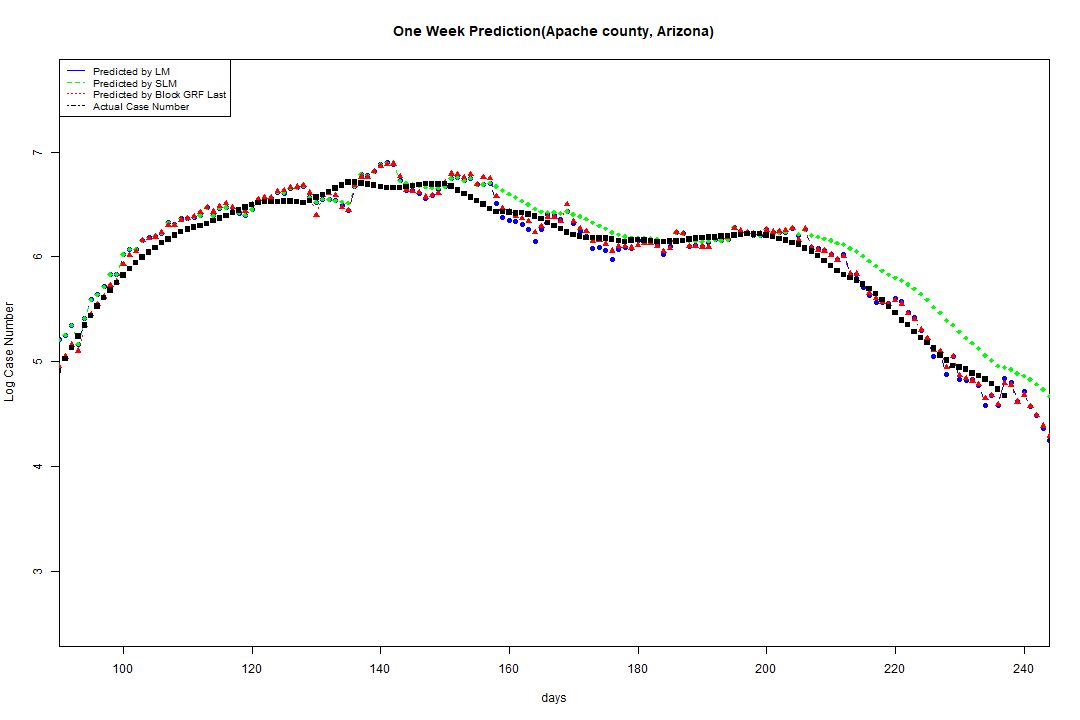 One Week Prediction(Apache county, Arizona)
Predicted by LM
Predicted by SLM
Predicted by Block GRF Last
Actual Case Number
7
6
5
4
3
Log Case Number
100 120 140 160 180 200 220 240
days